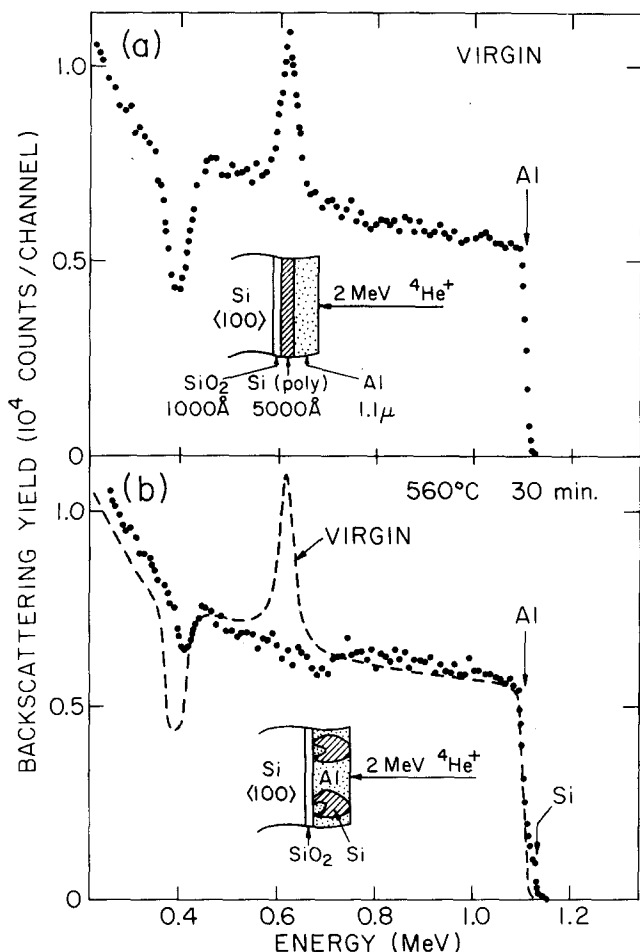 (a)
VIRGIN
1.0
Al
0.5
Si
⟨100⟩
2 MeV ⁴He⁺
SiO₂ Si (poly) Al
1000Å 5000Å 1.1μ
0
BACKSCATTERING YIELD (10⁴ COUNTS/CHANNEL)
(b)
560°C 30 min.
1.0
VIRGIN
Al
0.5
Si
⟨100⟩
Al
2 MeV ⁴He⁺
Si
SiO₂ Si
0
0.4 0.6 0.8 1.0 1.2
ENERGY (MeV)